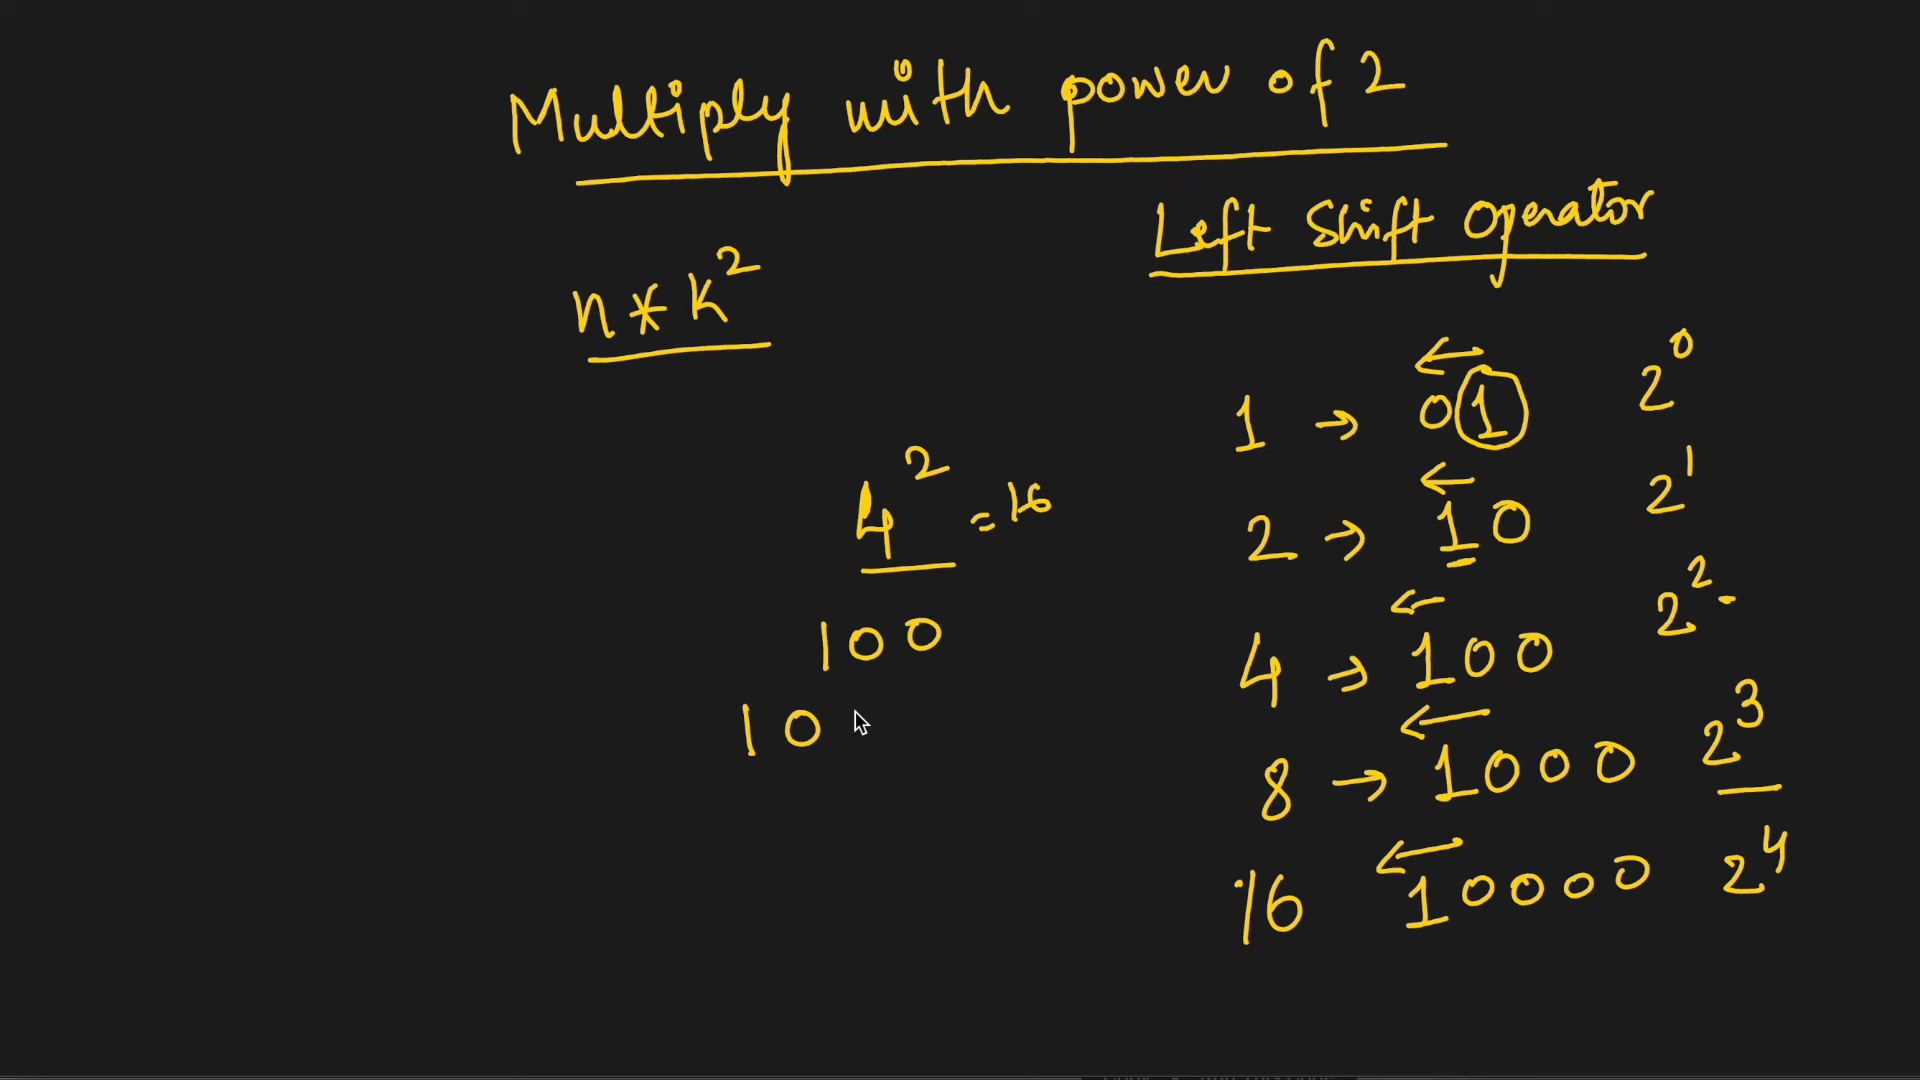 Multiply with power of 2
Left Shift Operator
n * k²
4² = 16
100
10
1 → 01 2⁰
2 → 10 2¹
4 → 100 2²
8 → 1000 2³
16 10000 2⁴